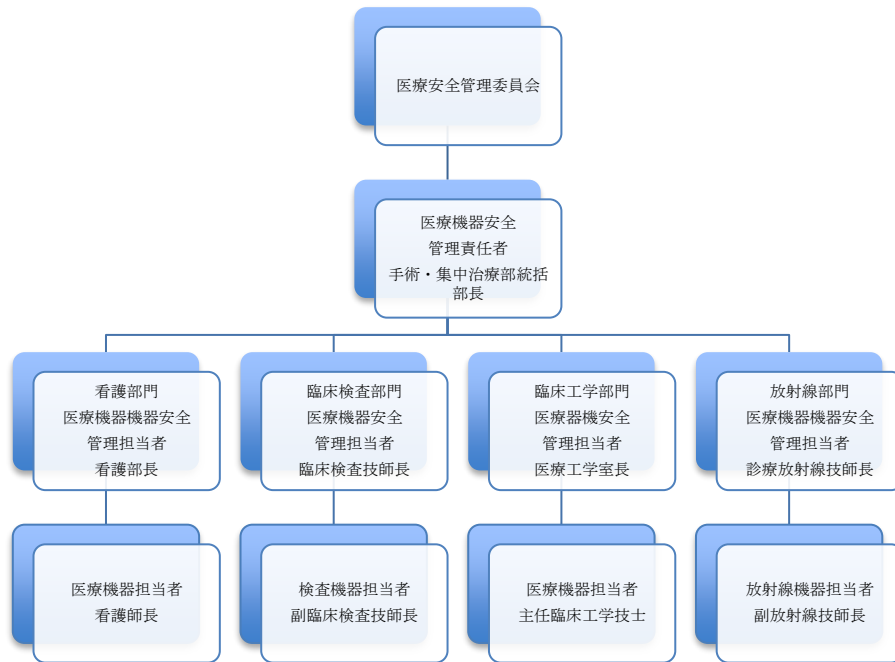 医療安全管理委員会
医療機器安全
管理責任者
手術・集中治療部統括
部長
看護部門
医療機器機器安全
管理担当者
看護部長
臨床検査部門
医療機器安全
管理担当者
臨床検査技師長
臨床工学部門
医療器機安全
管理担当者
医療工学室長
放射線部門
医療機器機器安全
管理担当者
診療放射線技師長
医療機器担当者
看護師長
検査機器担当者
副臨床検査技師長
医療機器担当者
主任臨床工学技士
放射線機器担当者
副放射線技師長